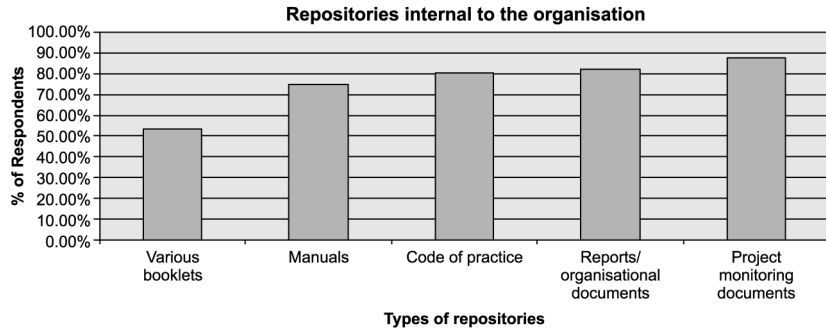 Repositories internal to the organisation
% of Respondents
100.00%
90.00%
80.00%
70.00%
60.00%
50.00%
40.00%
30.00%
20.00%
10.00%
0.00%
Various
booklets
Manuals
Code of practice
Reports/
organisational
documents
Project
monitoring
documents
Types of repositories